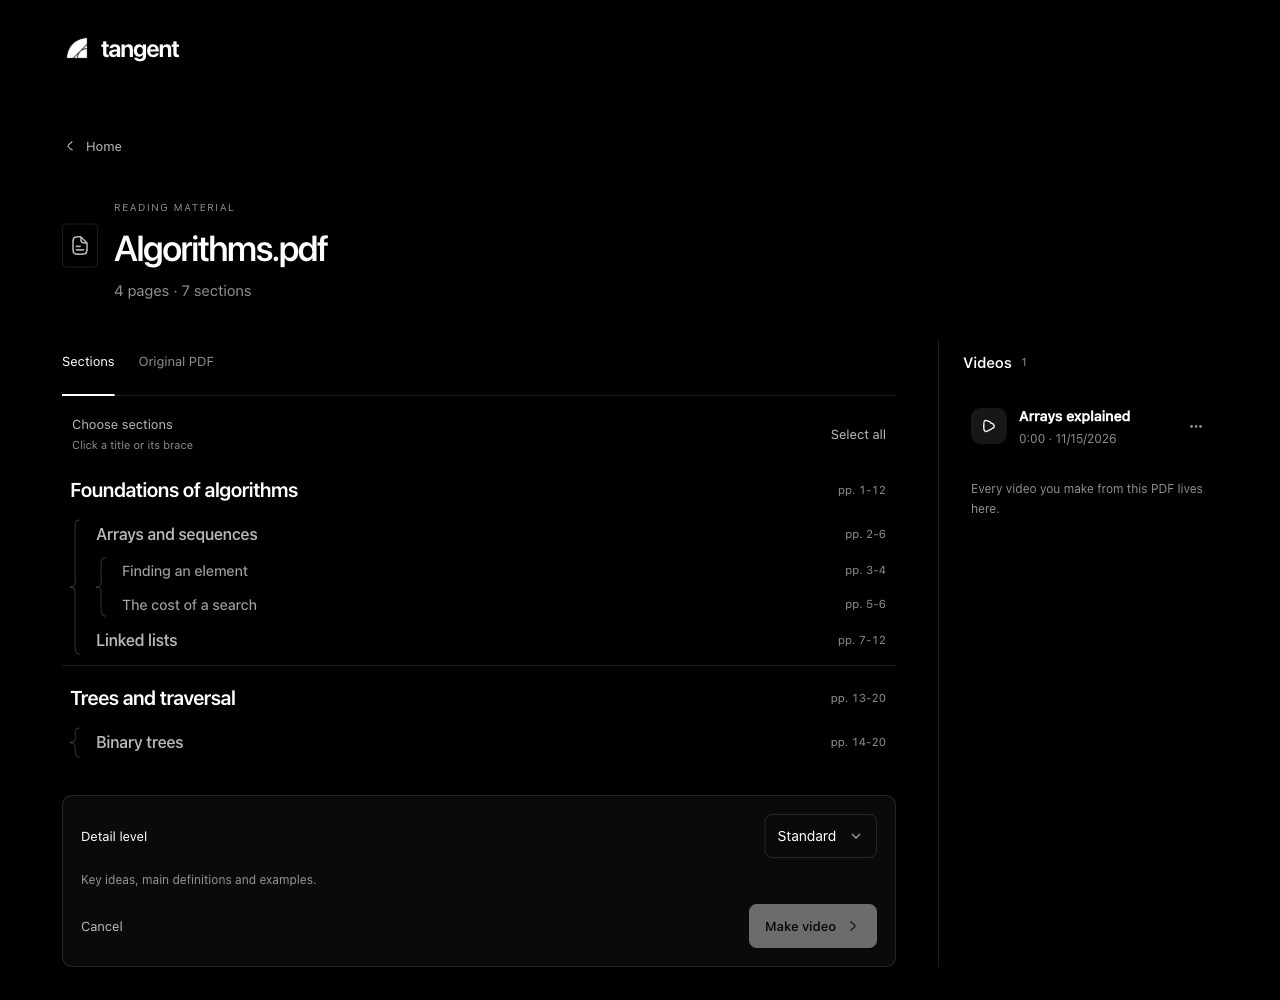 tangent
Home
READING MATERIAL
Algorithms.pdf
4 pages · 7 sections
Sections
Original PDF
Choose sections
Click a title or its brace
Select all
Foundations of algorithms
pp. 1-12
Arrays and sequences
pp. 2-6
Finding an element
pp. 3-4
The cost of a search
pp. 5-6
Linked lists
pp. 7-12
Trees and traversal
pp. 13-20
Binary trees
pp. 14-20
Detail level
Standard
Key ideas, main definitions and examples.
Cancel
Make video
Videos 1
Arrays explained
0:00 · 11/15/2026
Every video you make from this PDF lives
here.